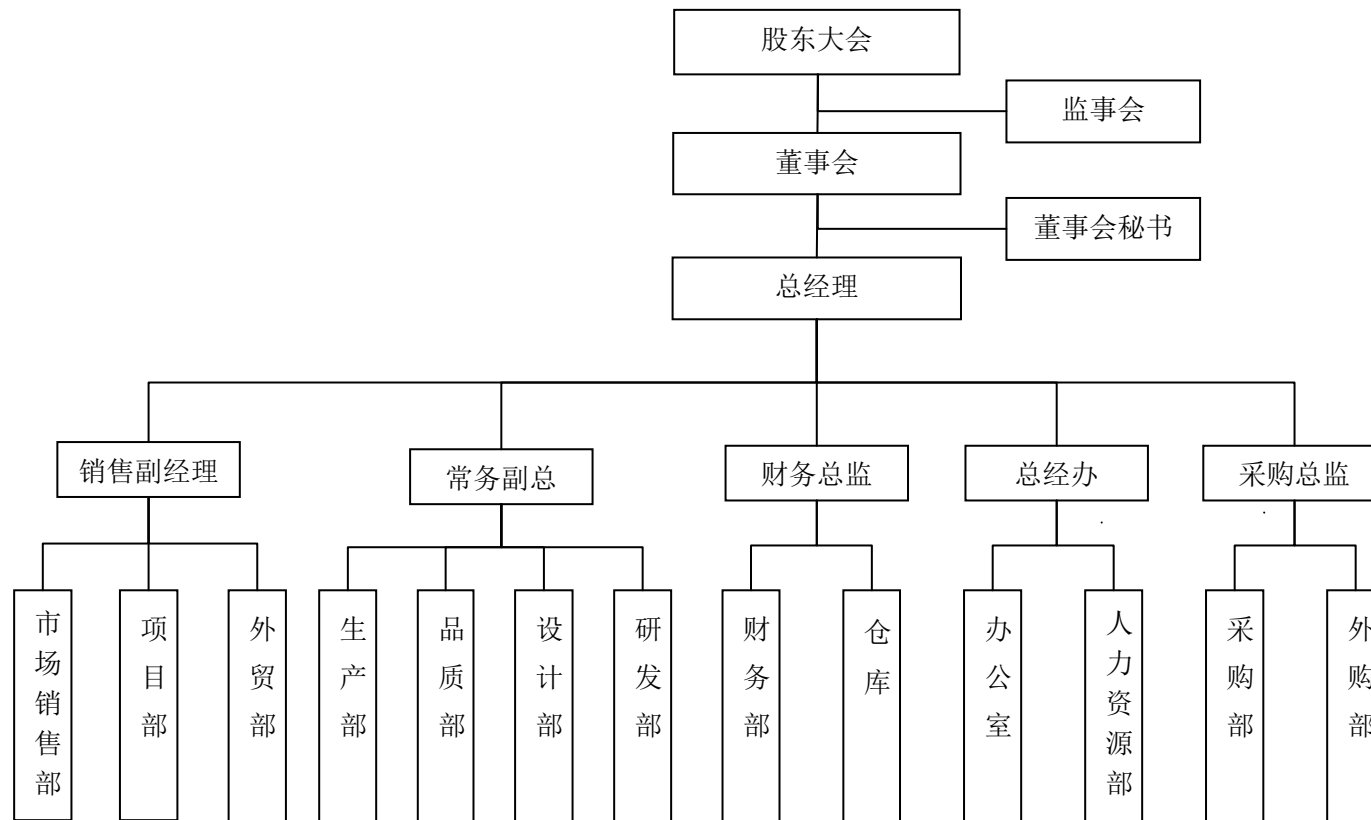 股东大会
监事会
董事会
董事会秘书
总经理
销售副经理
常务副总
财务总监
总经办
采购总监
市场销售部
项目部
外贸部
生产部
品质部
设计部
研发部
财务部
仓库
办公室
人力资源部
采购部
外购部